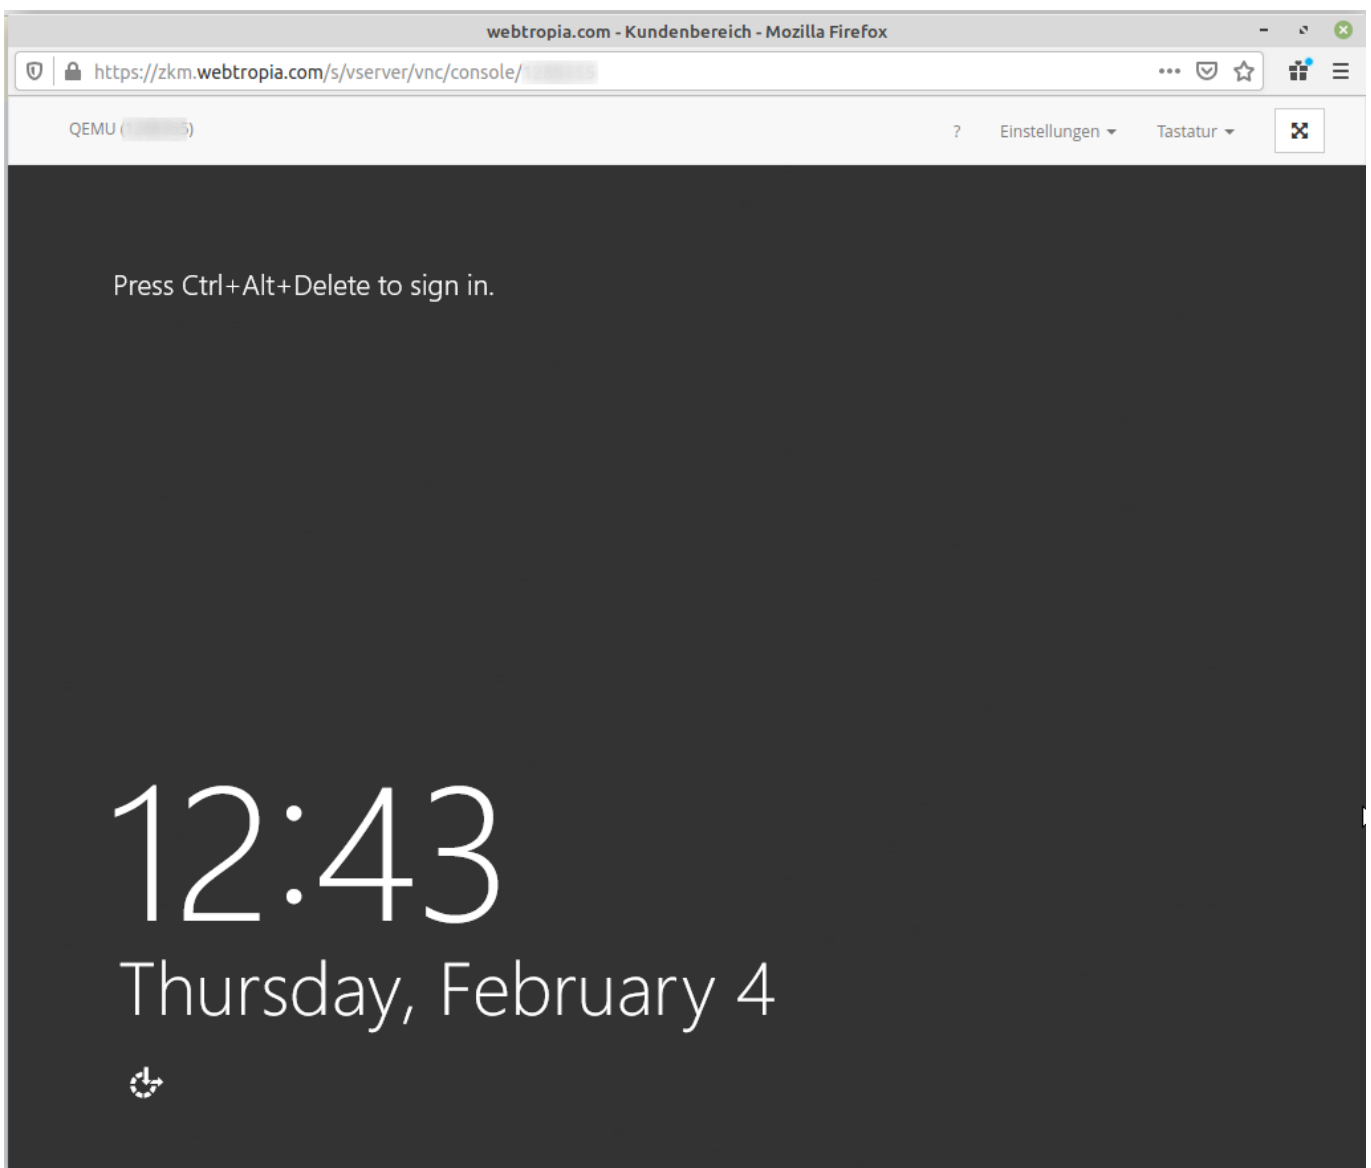 webtropia.com - Kundenbereich - Mozilla Firefox
https://zkm.webtropia.com/s/vserver/vnc/console/
QEMU ( 5) ? Einstellungen Tastatur
Press Ctrl+Alt+Delete to sign in.
12:43
Thursday, February 4